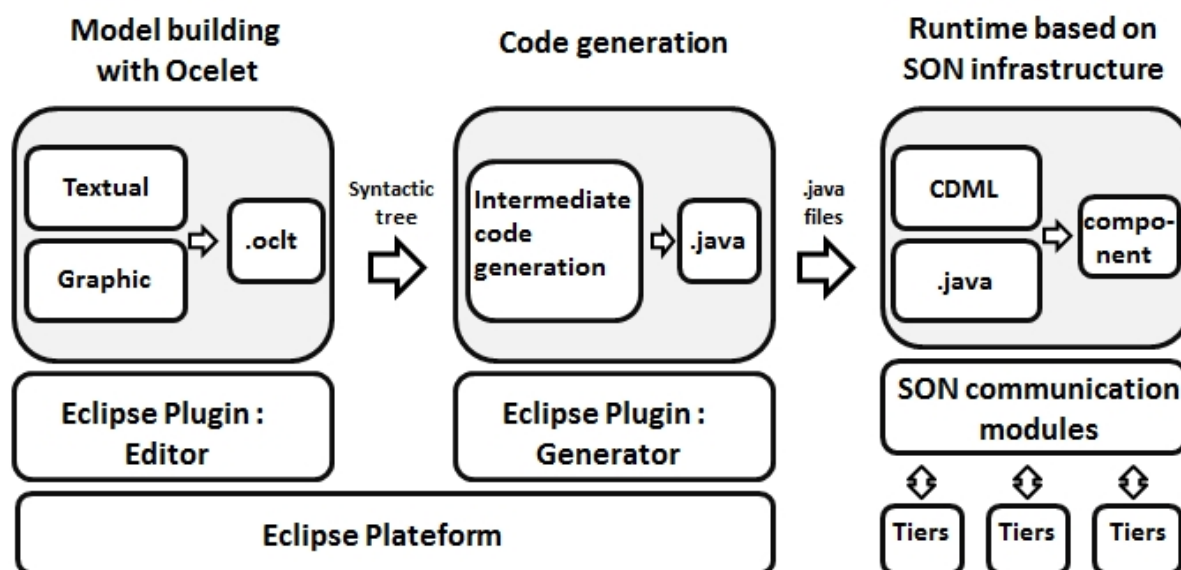 Model building
with Ocelet
Code generation
Runtime based on
SON infrastructure
Textual
Graphic
.oclt
Syntactic
tree
Intermediate
code
generation
.java
.java
files
CDML
.java
compo-
nent
Eclipse Plugin :
Editor
Eclipse Plugin :
Generator
Eclipse Plateform
SON communication
modules
Tiers
Tiers
Tiers